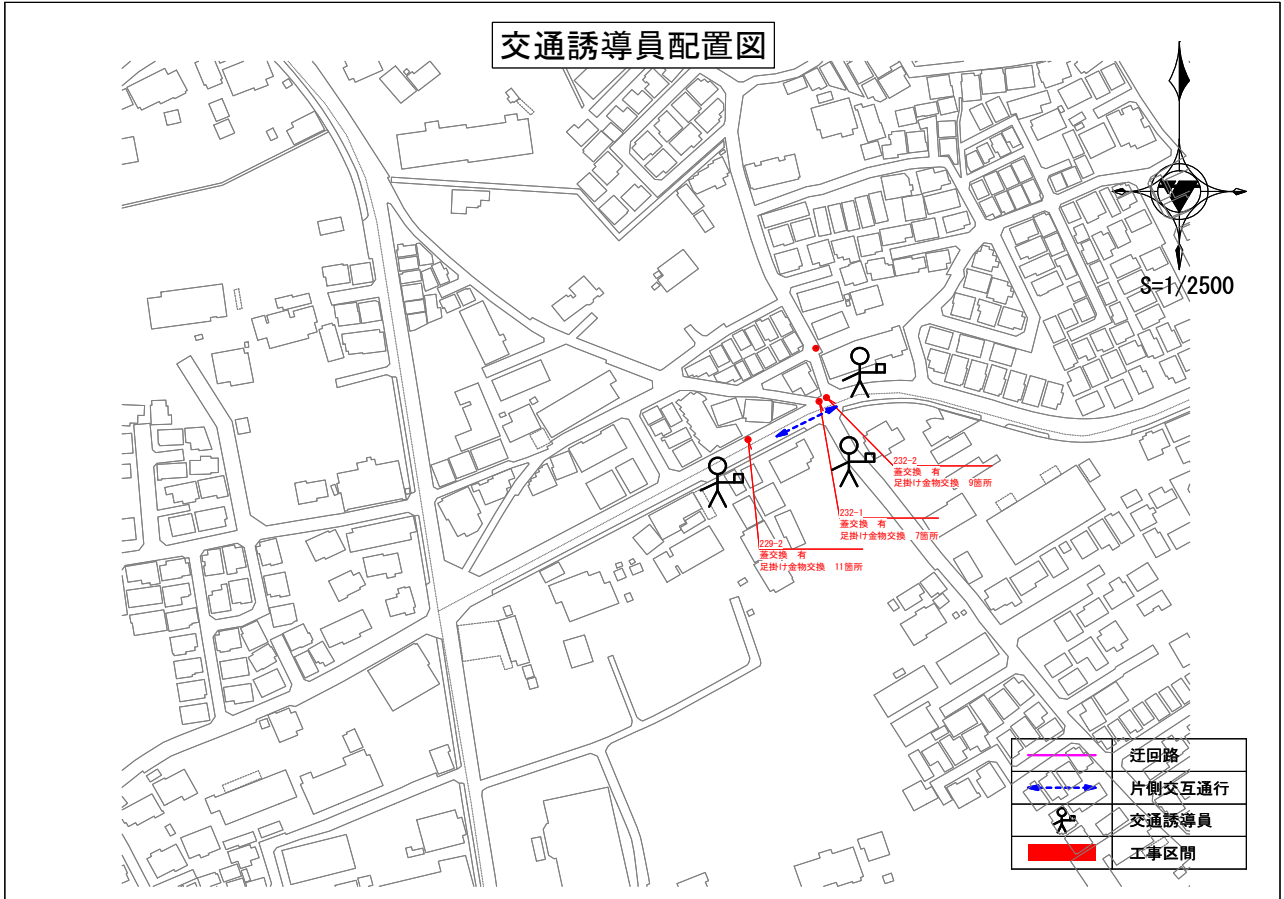 交通誘導員配置図
S=1/2500
232-2
蓋交換 有
足掛け金物交換 9箇所
232-1
蓋交換 有
足掛け金物交換 7箇所
229-2
蓋交換 有
足掛け金物交換 11箇所
迂回路
片側交互通行
交通誘導員
工事区間